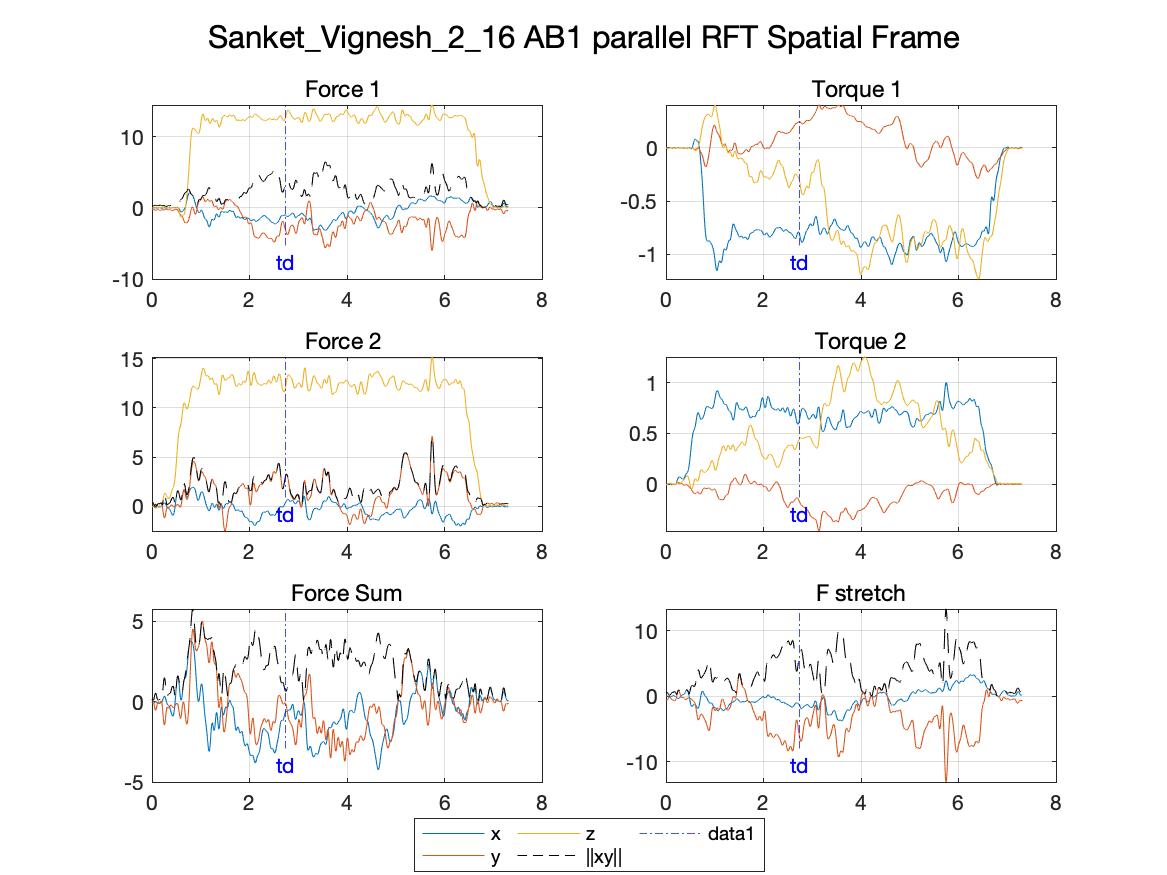 Sanket_Vignesh_2_16 AB1 parallel RFT Spatial Frame
Force 1
10
0
-10
td
0 2 4 6 8
Torque 1
0
-0.5
-1
td
0 2 4 6 8
Force 2
15
10
5
0
td
0 2 4 6 8
Torque 2
1
0.5
0
td
0 2 4 6 8
Force Sum
5
0
-5
td
0 2 4 6 8
F stretch
10
0
-10
td
0 2 4 6 8
x z data1
y ||xy||